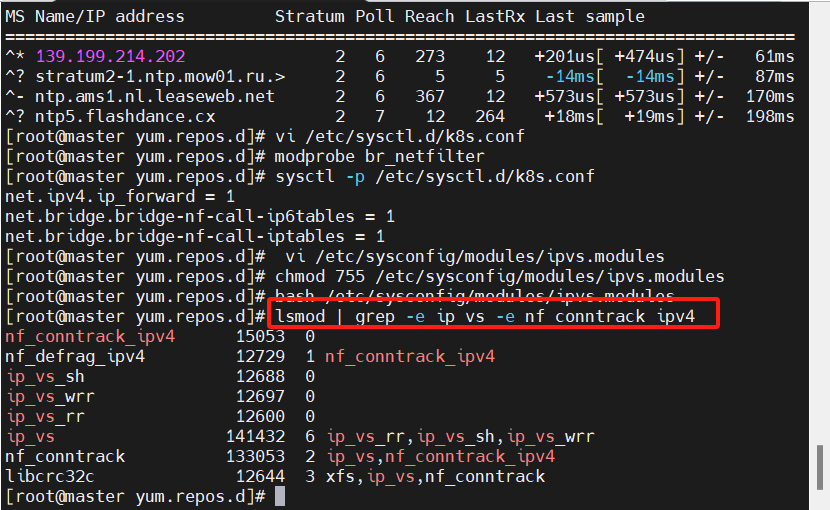 MS Name/IP address         Stratum Poll Reach LastRx Last sample
===============================================================================
^* 139.199.214.202               2   6   273    12   +201us[ +474us] +/-   61ms
^? stratum2-1.ntp.mow01.ru.>     2   6     5     5    -14ms[  -14ms] +/-   87ms
^- ntp.ams1.nl.leaseweb.net      2   6   367    12   +573us[ +573us] +/-  170ms
^? ntp5.flashdance.cx            2   7    12   264    +18ms[  +19ms] +/-  198ms
[root@master yum.repos.d]# vi /etc/sysctl.d/k8s.conf
[root@master yum.repos.d]# modprobe br_netfilter
[root@master yum.repos.d]# sysctl -p /etc/sysctl.d/k8s.conf
net.ipv4.ip_forward = 1
net.bridge.bridge-nf-call-ip6tables = 1
net.bridge.bridge-nf-call-iptables = 1
[root@master yum.repos.d]#  vi /etc/sysconfig/modules/ipvs.modules
[root@master yum.repos.d]# chmod 755 /etc/sysconfig/modules/ipvs.modules
[root@master yum.repos.d]# bash /etc/sysconfig/modules/ipvs.modules
[root@master yum.repos.d]# lsmod | grep -e ip_vs -e nf_conntrack_ipv4
nf_conntrack_ipv4      15053  0
nf_defrag_ipv4         12729  1 nf_conntrack_ipv4
ip_vs_sh               12688  0
ip_vs_wrr              12697  0
ip_vs_rr               12600  0
ip_vs                 141432  6 ip_vs_rr,ip_vs_sh,ip_vs_wrr
nf_conntrack          133053  2 ip_vs,nf_conntrack_ipv4
libcrc32c              12644  3 xfs,ip_vs,nf_conntrack
[root@master yum.repos.d]#